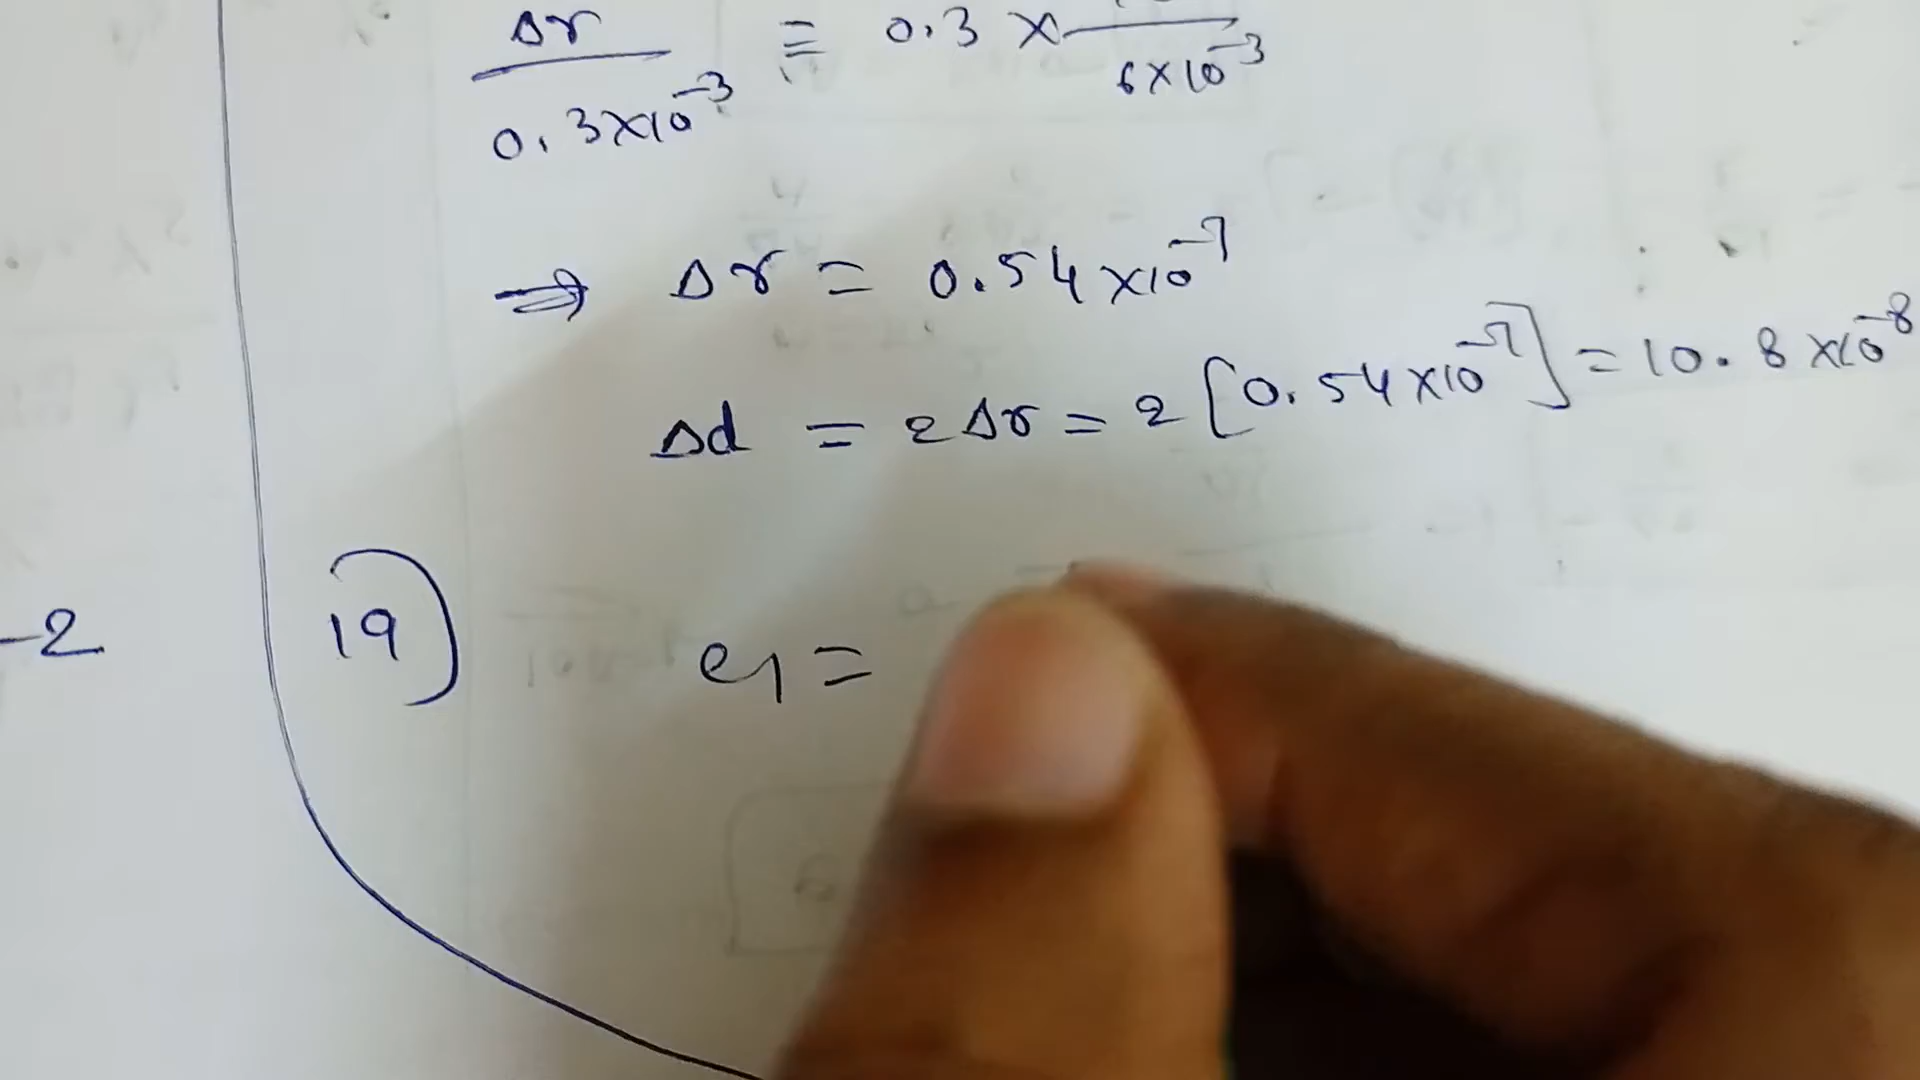 Δr = 0.3 ×
0.3×10⁻³ 6×10⁻³
⇒ Δr = 0.54×10⁻⁷
Δd = 2Δr = 2[0.54×10⁻⁷] = 10.8×10⁻⁸
-2
19) e₁ =